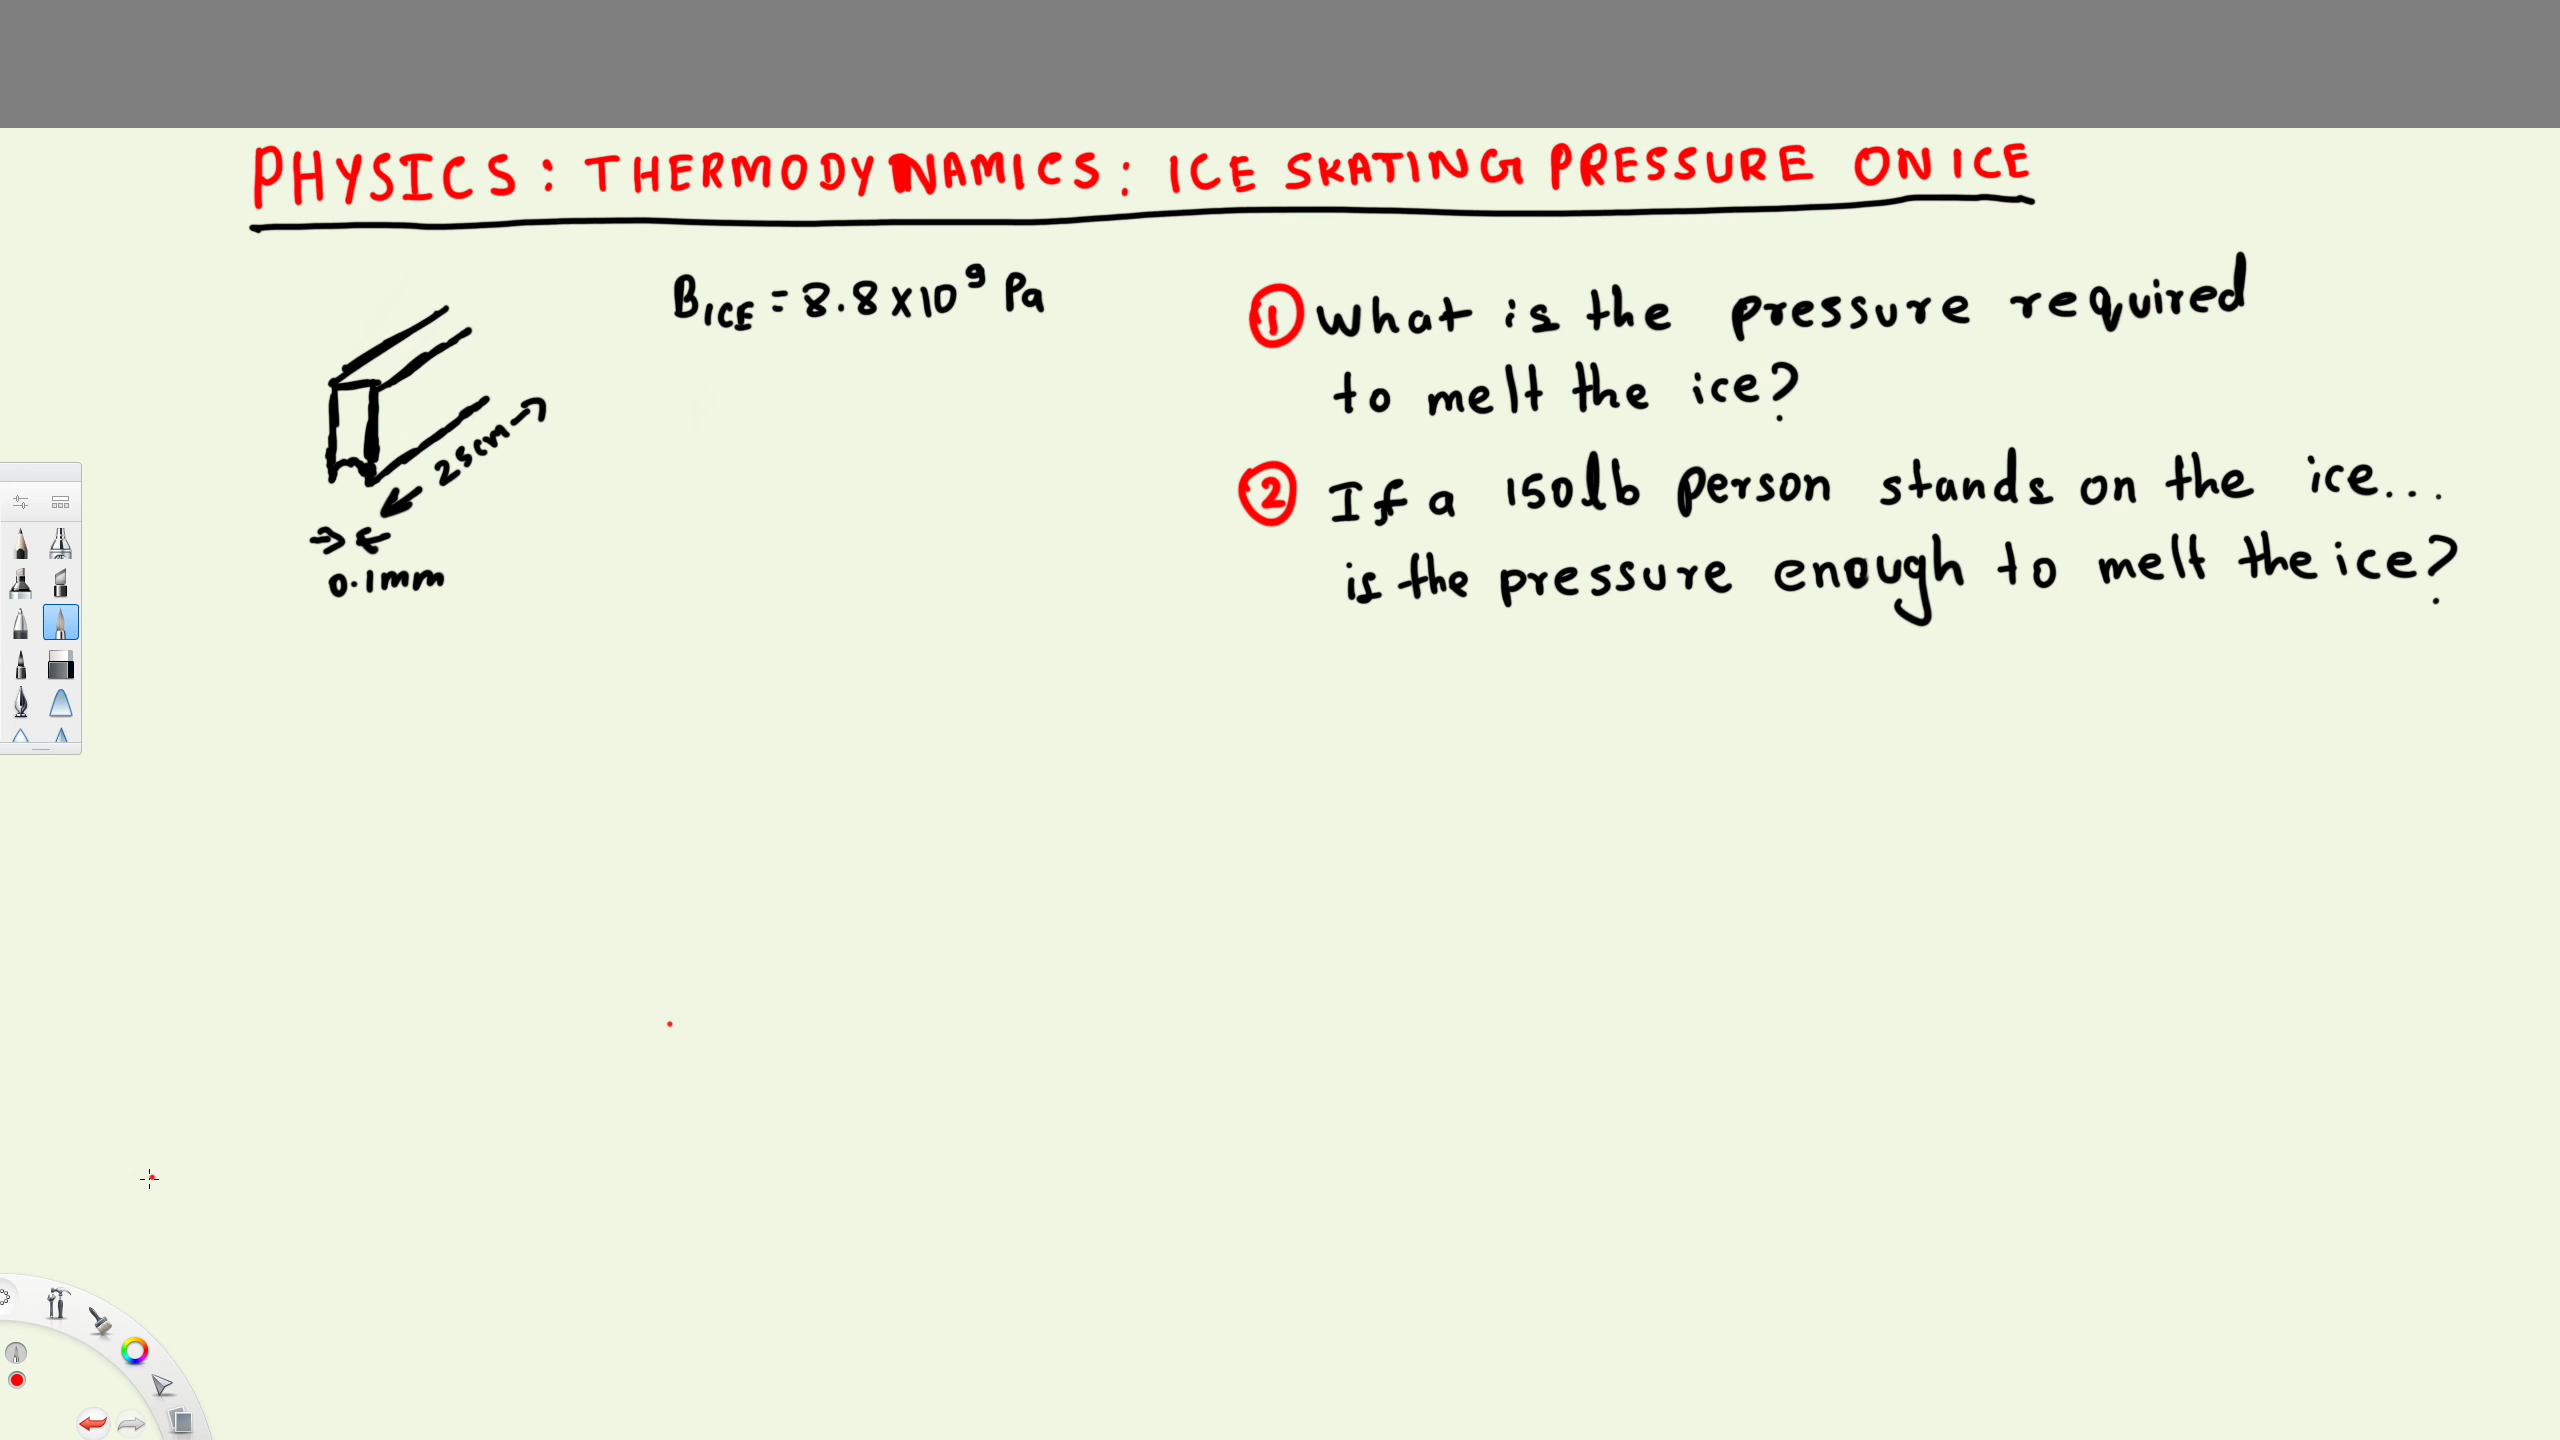 PHYSICS: THERMODYNAMICS: ICE SKATING PRESSURE ON ICE
B_ICE = 8.8 x 10⁹ Pa
25cm
0.1mm
① What is the pressure required
to melt the ice?
② If a 150lb person stands on the ice...
is the pressure enough to melt the ice?